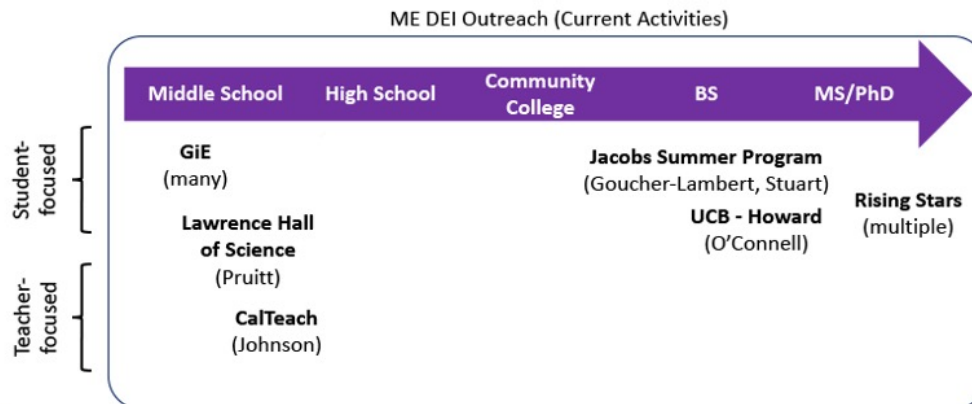 ME DEI Outreach (Current Activities)
Middle School
High School
Community
College
BS
MS/PhD
Student-
focused
GiE
(many)
Lawrence Hall
of Science
(Pruitt)
Jacobs Summer Program
(Goucher-Lambert, Stuart)
UCB - Howard
(O’Connell)
Rising Stars
(multiple)
Teacher-
focused
CalTeach
(Johnson)